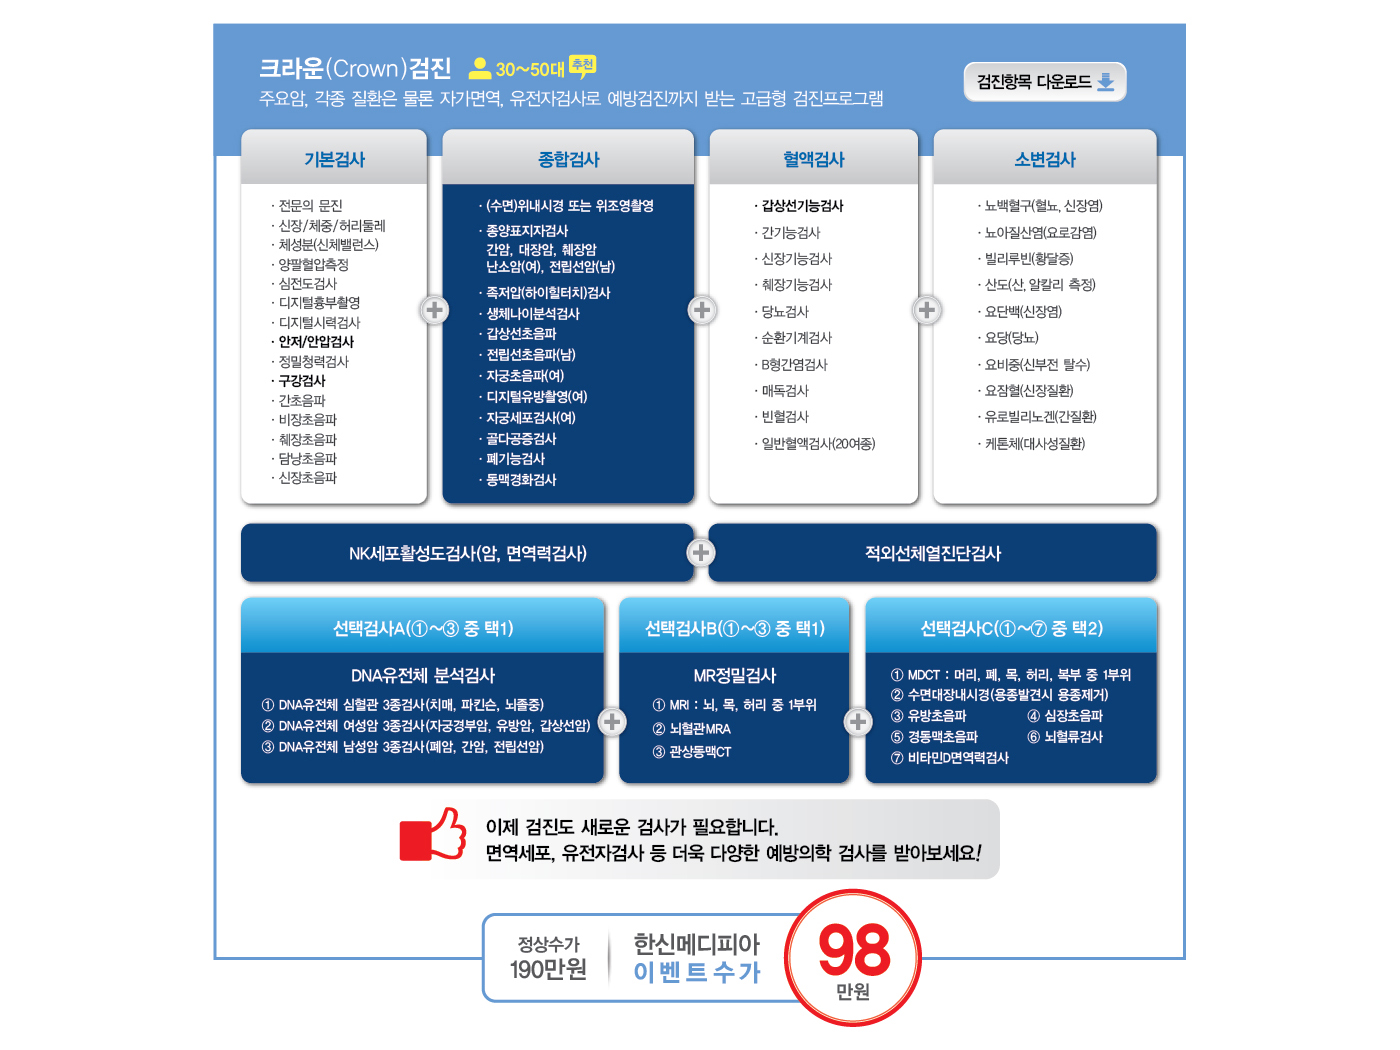 크라운(Crown)검진 30~50대 추천
주요암, 각종 질환은 물론 자가면역, 유전자검사로 예방검진까지 받는 고급형 검진프로그램
검진항목 다운로드
기본검사
· 전문의 문진
· 신장/체중/허리둘레
· 체성분(신체밸런스)
· 양팔혈압측정
· 심전도검사
· 디지털흉부촬영
· 디지털시력검사
· 안저/안압검사
· 정밀청력검사
· 구강검사
· 간초음파
· 비장초음파
· 췌장초음파
· 담낭초음파
· 신장초음파
종합검사
· (수면)위내시경 또는 위조영촬영
· 종양표지자검사
간암, 대장암, 췌장암
난소암(여), 전립선암(남)
· 족저압(하이힐터치)검사
· 생체나이분석검사
· 갑상선초음파
· 전립선초음파(남)
· 자궁초음파(여)
· 디지털유방촬영(여)
· 자궁세포검사(여)
· 골다공증검사
· 폐기능검사
· 동맥경화검사
혈액검사
· 갑상선기능검사
· 간기능검사
· 신장기능검사
· 췌장기능검사
· 당뇨검사
· 순환기계검사
· B형간염검사
· 매독검사
· 빈혈검사
· 일반혈액검사(20여종)
소변검사
· 뇨백혈구(혈뇨, 신장염)
· 뇨아질산염(요로감염)
· 빌리루빈(황달증)
· 산도(산, 알칼리 측정)
· 요단백(신장염)
· 요당(당뇨)
· 요비중(신부전 탈수)
· 요잠혈(신장질환)
· 유로빌리노겐(간질환)
· 케톤체(대사성질환)
NK세포활성도검사(암, 면역력검사)
적외선체열진단검사
선택검사A(①~③ 중 택1)
DNA유전체 분석검사
① DNA유전체 심혈관 3종검사(치매, 파킨슨, 뇌졸중)
② DNA유전체 여성암 3종검사(자궁경부암, 유방암, 갑상선암)
③ DNA유전체 남성암 3종검사(폐암, 간암, 전립선암)
선택검사B(①~③ 중 택1)
MR정밀검사
① MRI : 뇌, 목, 허리 중 1부위
② 뇌혈관MRA
③ 관상동맥CT
선택검사C(①~⑦ 중 택2)
① MDCT : 머리, 폐, 목, 허리, 복부 중 1부위
② 수면대장내시경(용종발견시 용종제거)
③ 유방초음파 ④ 심장초음파
⑤ 경동맥초음파 ⑥ 뇌혈류검사
⑦ 비타민D면역력검사
이제 검진도 새로운 검사가 필요합니다.
면역세포, 유전자검사 등 더욱 다양한 예방의학 검사를 받아보세요!
정상수가
190만원
한신메디피아
이벤트수가
98
만원